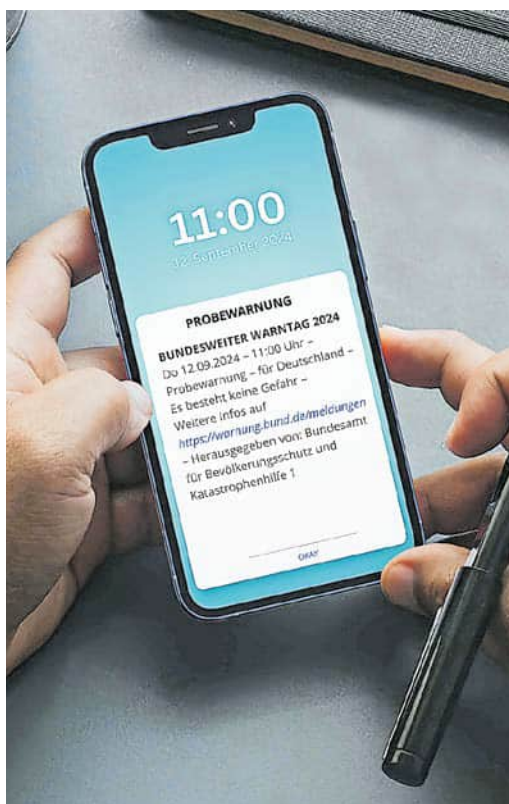 11:00
12. September 2024
PROBEWARNUNG
BUNDESWEITER WARNTAG 2024
Do 12.09.2024 – 11:00 Uhr –
Probewarnung – für Deutschland –
Es besteht keine Gefahr –
Weitere Infos auf
https://warnung.bund.de/meldungen
– Herausgegeben von: Bundesamt
für Bevölkerungsschutz und
Katastrophenhilfe 1
OKAY